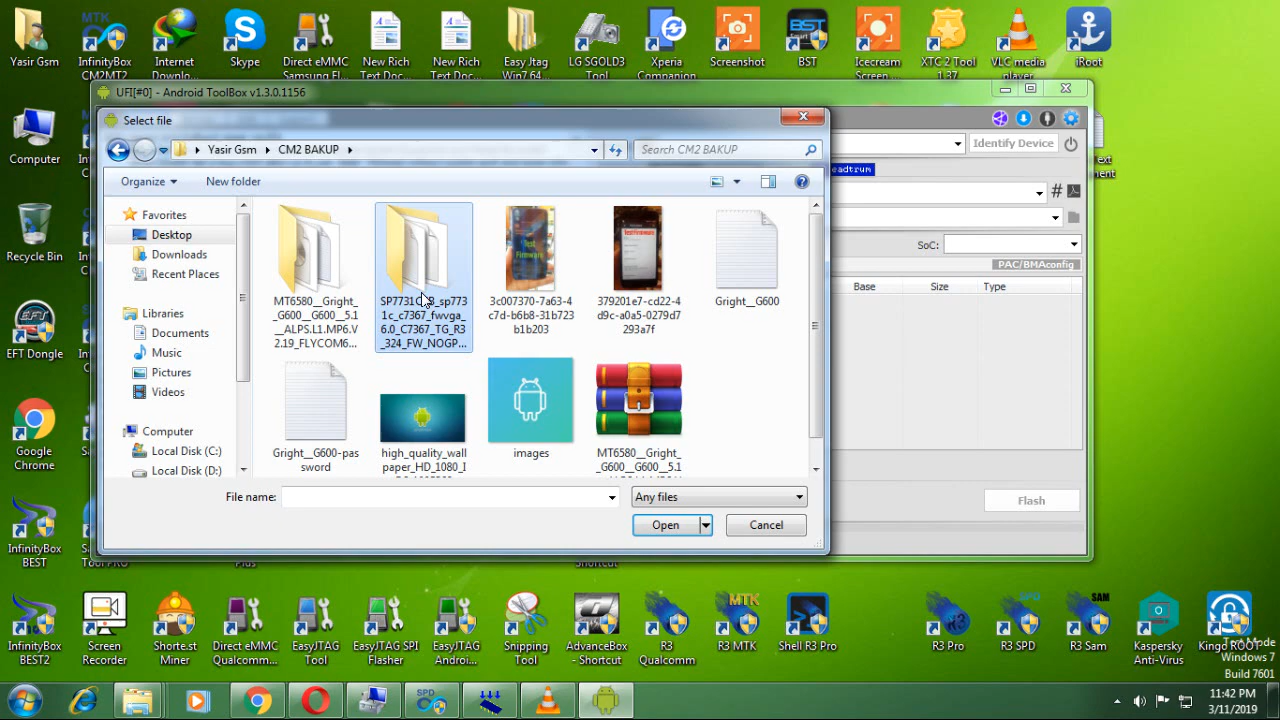 Yasir Gsm
InfinityBox
CM2MT2
Internet
Downlo...
Skype
Direct eMMC
Samsung Fl...
New Rich
Text Doc...
New Rich
Text Doc...
Easy Jtag
Win7 64...
LG SGOLD3
Tool
Xperia
Companion
Screenshot
BST
Icecream
Screen ...
XTC 2 Tool
1.37
VLC media
player
iRoot
UFI[#0] - Android ToolBox v1.3.0.1156
Select file
Yasir Gsm
CM2 BAKUP
Search CM2 BAKUP
Identify Device
Organize
New folder
Computer
Favorites
Desktop
Downloads
Recent Places
Libraries
Documents
Music
Pictures
Videos
Computer
Local Disk (C:)
Local Disk (D:)
MT6580__Gright_
_G600__G600__5.1
__ALPS.L1.MP6.V
2.19_FLYCOM6...
1c_c7367_fwvga_
6.0_C7367_TG_R3
_324_FW_NOGP...
3c007370-7a63-4
c7d-b6b8-31b723
b1b203
379201e7-cd22-4
d9c-a0a5-0279d7
293a7f
Gright__G600
Gright__G600-pas
sword
high_quality_wall
paper_HD_1080_I
images
MT6580__Gright_
_G600__G600__5.1
SoC:
PAC/BMAconfig
Base
Size
Type
File name:
Any files
Open
Cancel
Flash
Recycle Bin
EFT Dongle
Google
Chrome
InfinityBox
BEST
InfinityBox
BEST2
Screen
Recorder
Shorte.st
Miner
Direct eMMC
Qualcomm...
EasyJTAG
Tool
EasyJTAG SPI
Flasher
EasyJTAG
Androi...
Snipping
Tool
AdvanceBox
- Shortcut
R3
Qualcomm
R3 MTK
Shell R3 Pro
R3 Pro
R3 SPD
R3 Sam
Kaspersky
Anti-Virus
Kingo ROOT
Test Mode
Windows 7
Build 7601
11:42 PM
3/11/2019